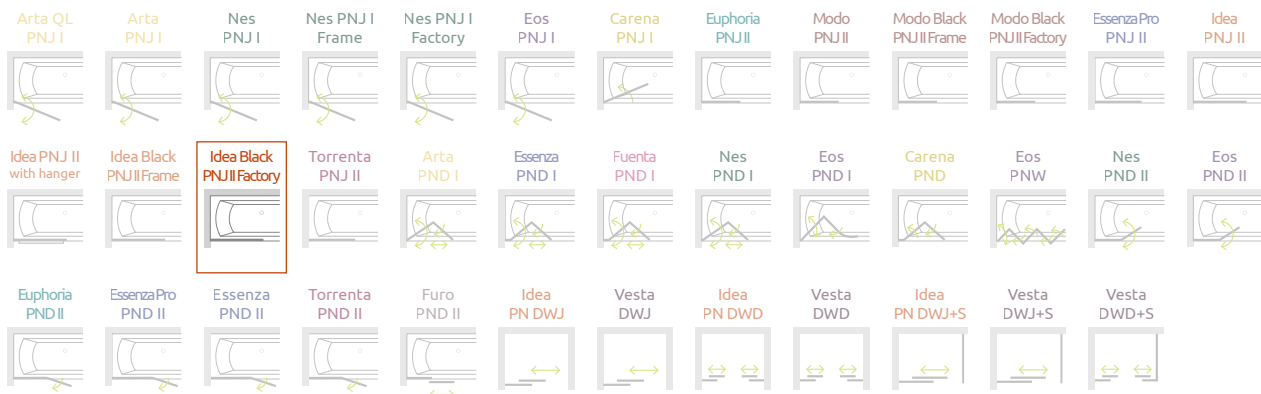 Arta QL
PNJ I
Arta
PNJ I
Nes
PNJ I
Nes PNJ I
Frame
Nes PNJ I
Factory
Eos
PNJ I
Carena
PNJ I
Euphoria
PNJ II
Modo
PNJ II
Modo Black
PNJ II Frame
Modo Black
PNJ II Factory
Essenza Pro
PNJ II
Idea
PNJ II
Idea PNJ II
with hanger
Idea Black
PNJ II Frame
Idea Black
PNJ II Factory
Torrenta
PNJ II
Arta
PND I
Essenza
PND I
Fuenta
PND I
Nes
PND I
Eos
PND I
Carena
PND
Eos
PNW
Nes
PND II
Eos
PND II
Euphoria
PND II
Essenza Pro
PND II
Essenza
PND II
Torrenta
PND II
Furo
PND II
Idea
PN DWJ
Vesta
DWJ
Idea
PN DWD
Vesta
DWD
Idea
PN DWJ+S
Vesta
DWJ+S
Vesta
DWD+S